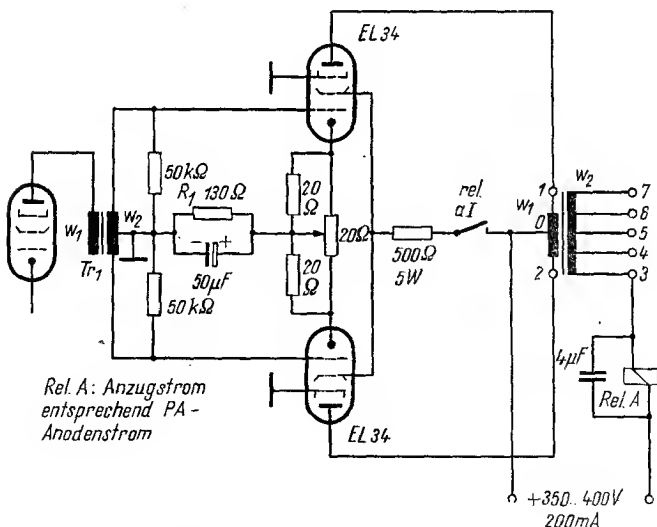 EL34
50kΩ
R1 130Ω
50µF
50kΩ
W1
W2
Tr1
20
Ω
20Ω
20
Ω
500Ω
5W
rel.
aI
W1
W2
1
0
2
7
6
5
4
3
4µF
Rel. A
EL34
Rel. A: Anzugstrom
entsprechend PA-
Anodenstrom
+350..400V
200mA